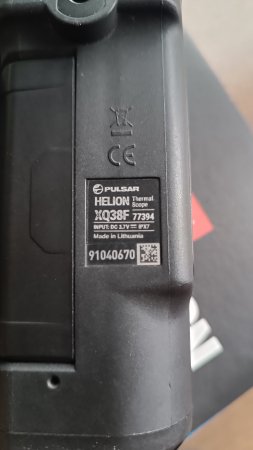 CE
PULSAR
HELION Thermal Scope
XQ38F 77394
INPUT: DC 3.7V⎓ IPX7
Made in Lithuania
91040670